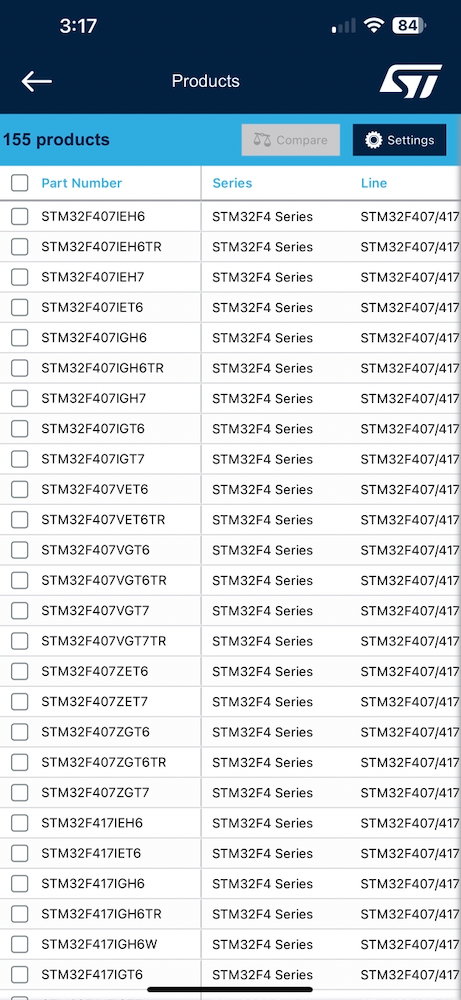 3:17
84
Products
ST
155 products
Compare
Settings
Part Number Series Line
STM32F407IEH6 STM32F4 Series STM32F407/417
STM32F407IEH6TR STM32F4 Series STM32F407/417
STM32F407IEH7 STM32F4 Series STM32F407/417
STM32F407IET6 STM32F4 Series STM32F407/417
STM32F407IGH6 STM32F4 Series STM32F407/417
STM32F407IGH6TR STM32F4 Series STM32F407/417
STM32F407IGH7 STM32F4 Series STM32F407/417
STM32F407IGT6 STM32F4 Series STM32F407/417
STM32F407IGT7 STM32F4 Series STM32F407/417
STM32F407VET6 STM32F4 Series STM32F407/417
STM32F407VET6TR STM32F4 Series STM32F407/417
STM32F407VGT6 STM32F4 Series STM32F407/417
STM32F407VGT6TR STM32F4 Series STM32F407/417
STM32F407VGT7 STM32F4 Series STM32F407/417
STM32F407VGT7TR STM32F4 Series STM32F407/417
STM32F407ZET6 STM32F4 Series STM32F407/417
STM32F407ZET7 STM32F4 Series STM32F407/417
STM32F407ZGT6 STM32F4 Series STM32F407/417
STM32F407ZGT6TR STM32F4 Series STM32F407/417
STM32F407ZGT7 STM32F4 Series STM32F407/417
STM32F417IEH6 STM32F4 Series STM32F407/417
STM32F417IET6 STM32F4 Series STM32F407/417
STM32F417IGH6 STM32F4 Series STM32F407/417
STM32F417IGH6TR STM32F4 Series STM32F407/417
STM32F417IGH6W STM32F4 Series STM32F407/417
STM32F417IGT6 STM32F4 Series STM32F407/417